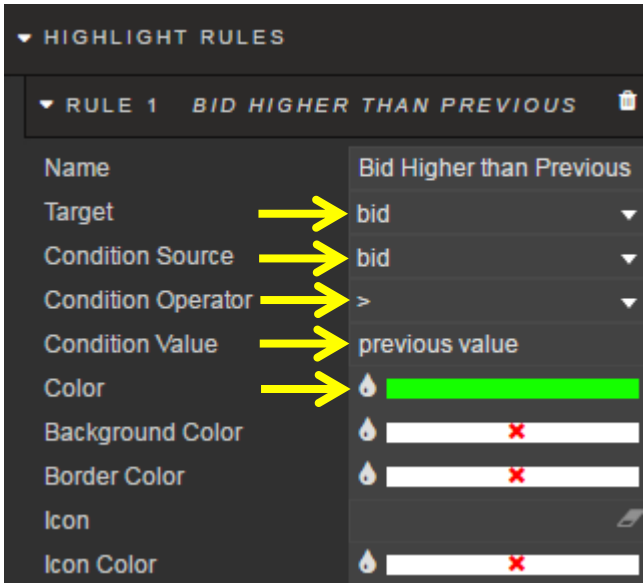 HIGHLIGHT RULES
RULE 1 BID HIGHER THAN PREVIOUS
Name Bid Higher than Previous
Target bid
Condition Source bid
Condition Operator >
Condition Value previous value
Color
Background Color
Border Color
Icon
Icon Color